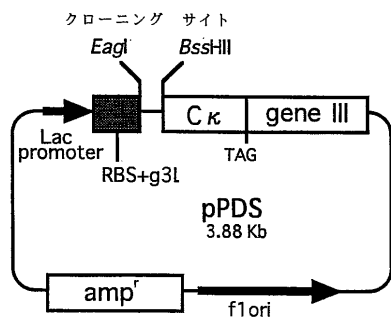 クローニング サイト
EagI BssHII
Cκ gene III
Lac
promoter
TAG
RBS+g3L
pPDS
3.88 Kb
ampʳ
f1ori